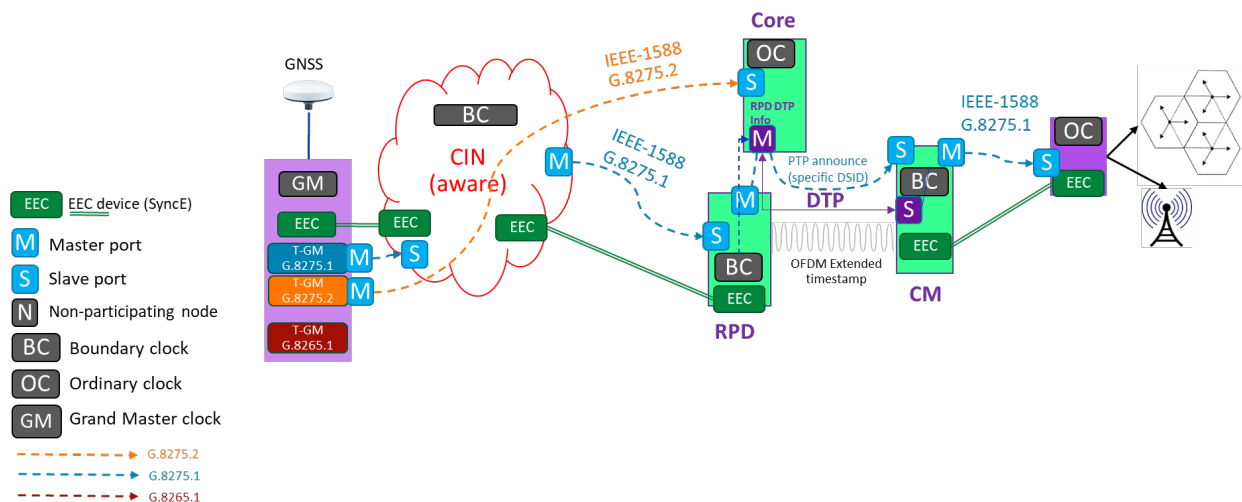 Core
OC
S
RPD DTP
Info
M
IEEE-1588
G.8275.2
GNSS
GM
EEC
T-GM
G.8275.1
M
T-GM
G.8275.2
M
T-GM
G.8265.1
BC
CIN
(aware)
EEC
S
M
EEC
IEEE-1588
G.8275.1
M
S
BC
EEC
RPD
PTP announce
(specific DSID)
DTP
OFDM Extended
timestamp
S
M
BC
S
EEC
CM
IEEE-1588
G.8275.1
OC
S
EEC
EEC
EEC device (SyncE)
M
Master port
S
Slave port
N
Non-participating node
BC
Boundary clock
OC
Ordinary clock
GM
Grand Master clock
G.8275.2
G.8275.1
G.8265.1